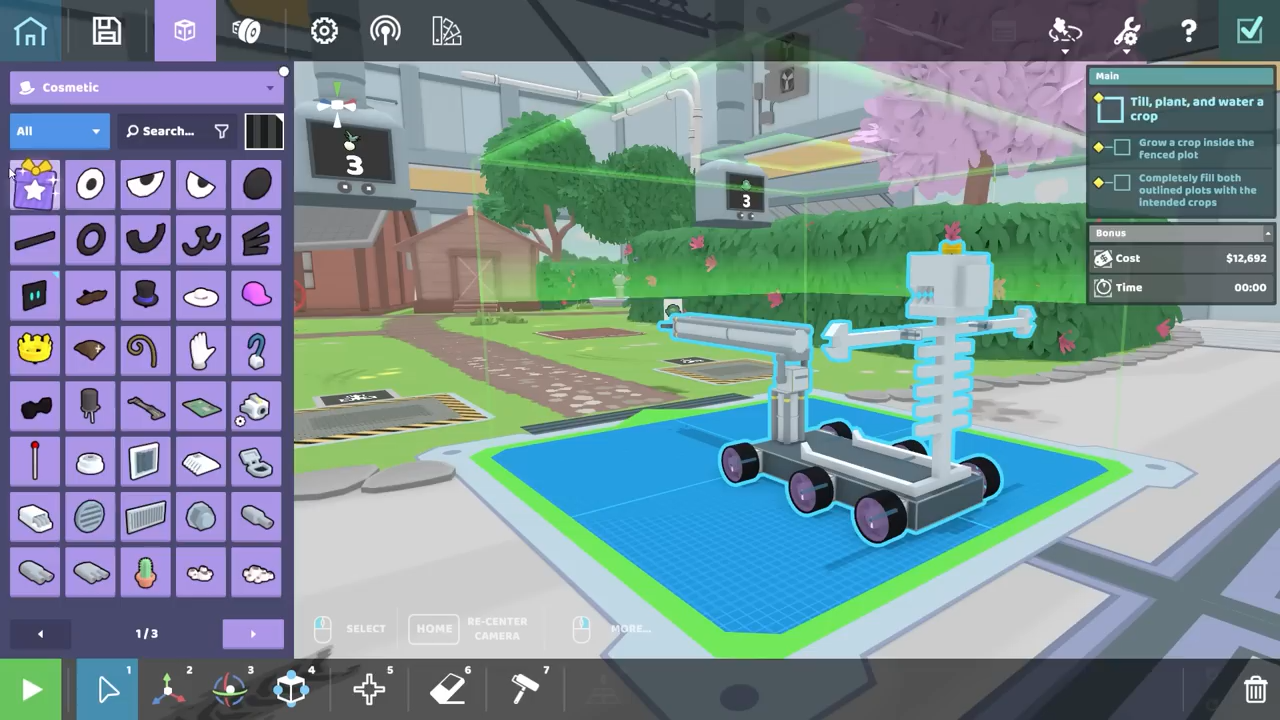 Cosmetic
All
Search...
1/3
3
3
Main
Till, plant, and water a
crop
Grow a crop inside the
fenced plot
Completely fill both
outlined plots with the
intended crops
Bonus
Cost
$12,692
Time
00:00
?
SELECT
HOME
RE-CENTER
CAMERA
MORE...
1
2
3
4
5
6
7